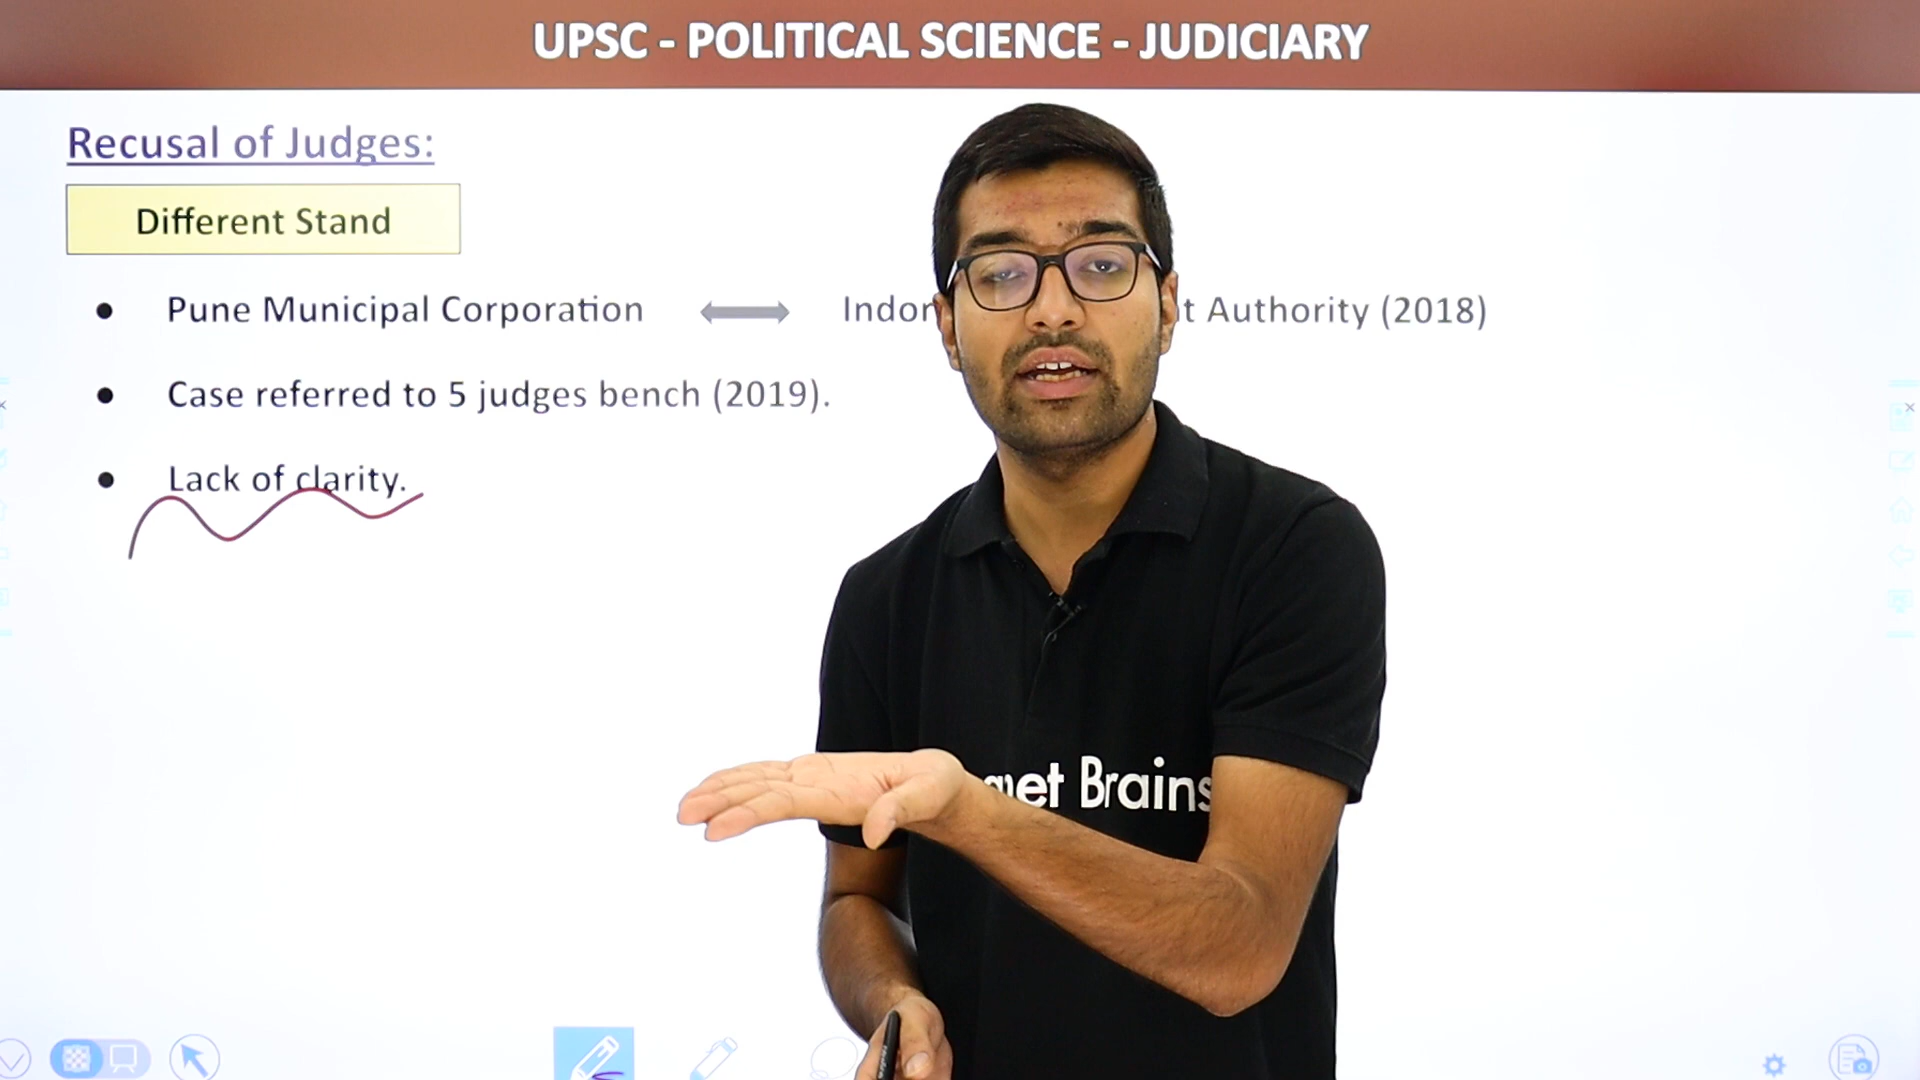 UPSC - POLITICAL SCIENCE - JUDICIARY
Recusal of Judges:
Different Stand
Pune Municipal Corporation
Authority (2018)
Case referred to 5 judges bench (2019).
Lack of clarity.
Brains